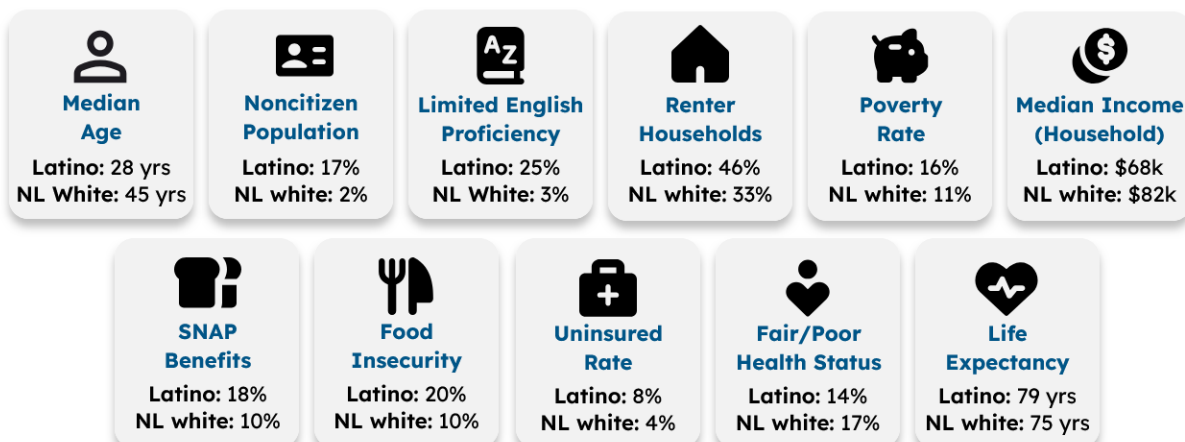 AZ
Median
Age
Latino: 28 yrs
NL White: 45 yrs
Noncitizen
Population
Latino: 17%
NL white: 2%
Limited English
Proficiency
Latino: 25%
NL White: 3%
Renter
Households
Latino: 46%
NL white: 33%
Poverty
Rate
Latino: 16%
NL white: 11%
$
Median Income
(Household)
Latino: $68k
NL white: $82k
SNAP
Benefits
Latino: 18%
NL white: 10%
Food
Insecurity
Latino: 20%
NL white: 10%
Uninsured
Rate
Latino: 8%
NL white: 4%
Fair/Poor
Health Status
Latino: 14%
NL white: 17%
Life
Expectancy
Latino: 79 yrs
NL white: 75 yrs